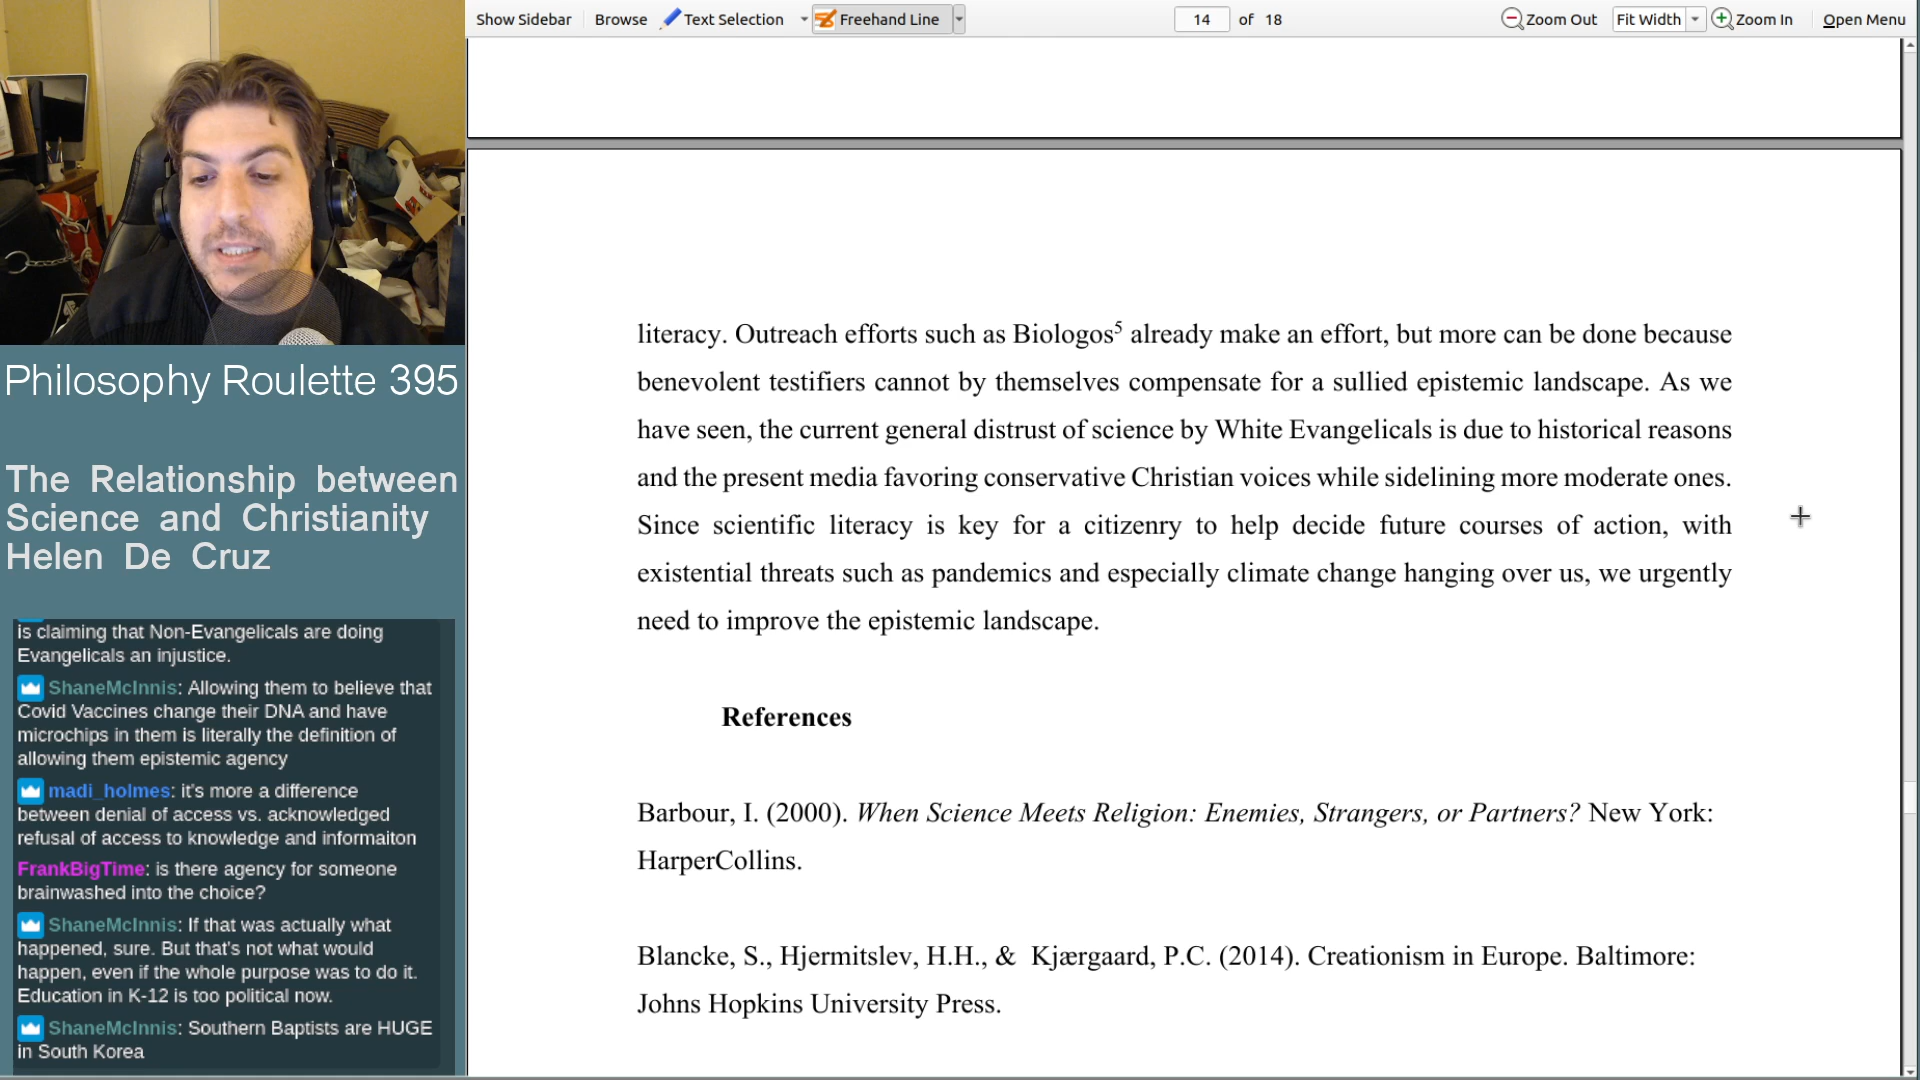 Show Sidebar Browse Text Selection Freehand Line 14 of 18 Zoom Out Fit Width Zoom In Open Menu
Philosophy Roulette 395
The Relationship between
Science and Christianity
Helen De Cruz
is claiming that Non-Evangelicals are doing
Evangelicals an injustice.
ShaneMcInnis: Allowing them to believe that
Covid Vaccines change their DNA and have
microchips in them is literally the definition of
allowing them epistemic agency
madi_holmes: it's more a difference
between denial of access vs. acknowledged
refusal of access to knowledge and informaiton
FrankBigTime: is there agency for someone
brainwashed into the choice?
ShaneMcInnis: If that was actually what
happened, sure. But that's not what would
happen, even if the whole purpose was to do it.
Education in K-12 is too political now.
ShaneMcInnis: Southern Baptists are HUGE
in South Korea
literacy. Outreach efforts such as Biologos⁵ already make an effort, but more can be done because
benevolent testifiers cannot by themselves compensate for a sullied epistemic landscape. As we
have seen, the current general distrust of science by White Evangelicals is due to historical reasons
and the present media favoring conservative Christian voices while sidelining more moderate ones.
Since scientific literacy is key for a citizenry to help decide future courses of action, with
existential threats such as pandemics and especially climate change hanging over us, we urgently
need to improve the epistemic landscape.
References
Barbour, I. (2000). When Science Meets Religion: Enemies, Strangers, or Partners? New York:
HarperCollins.
Blancke, S., Hjermitslev, H.H., & Kjærgaard, P.C. (2014). Creationism in Europe. Baltimore:
Johns Hopkins University Press.